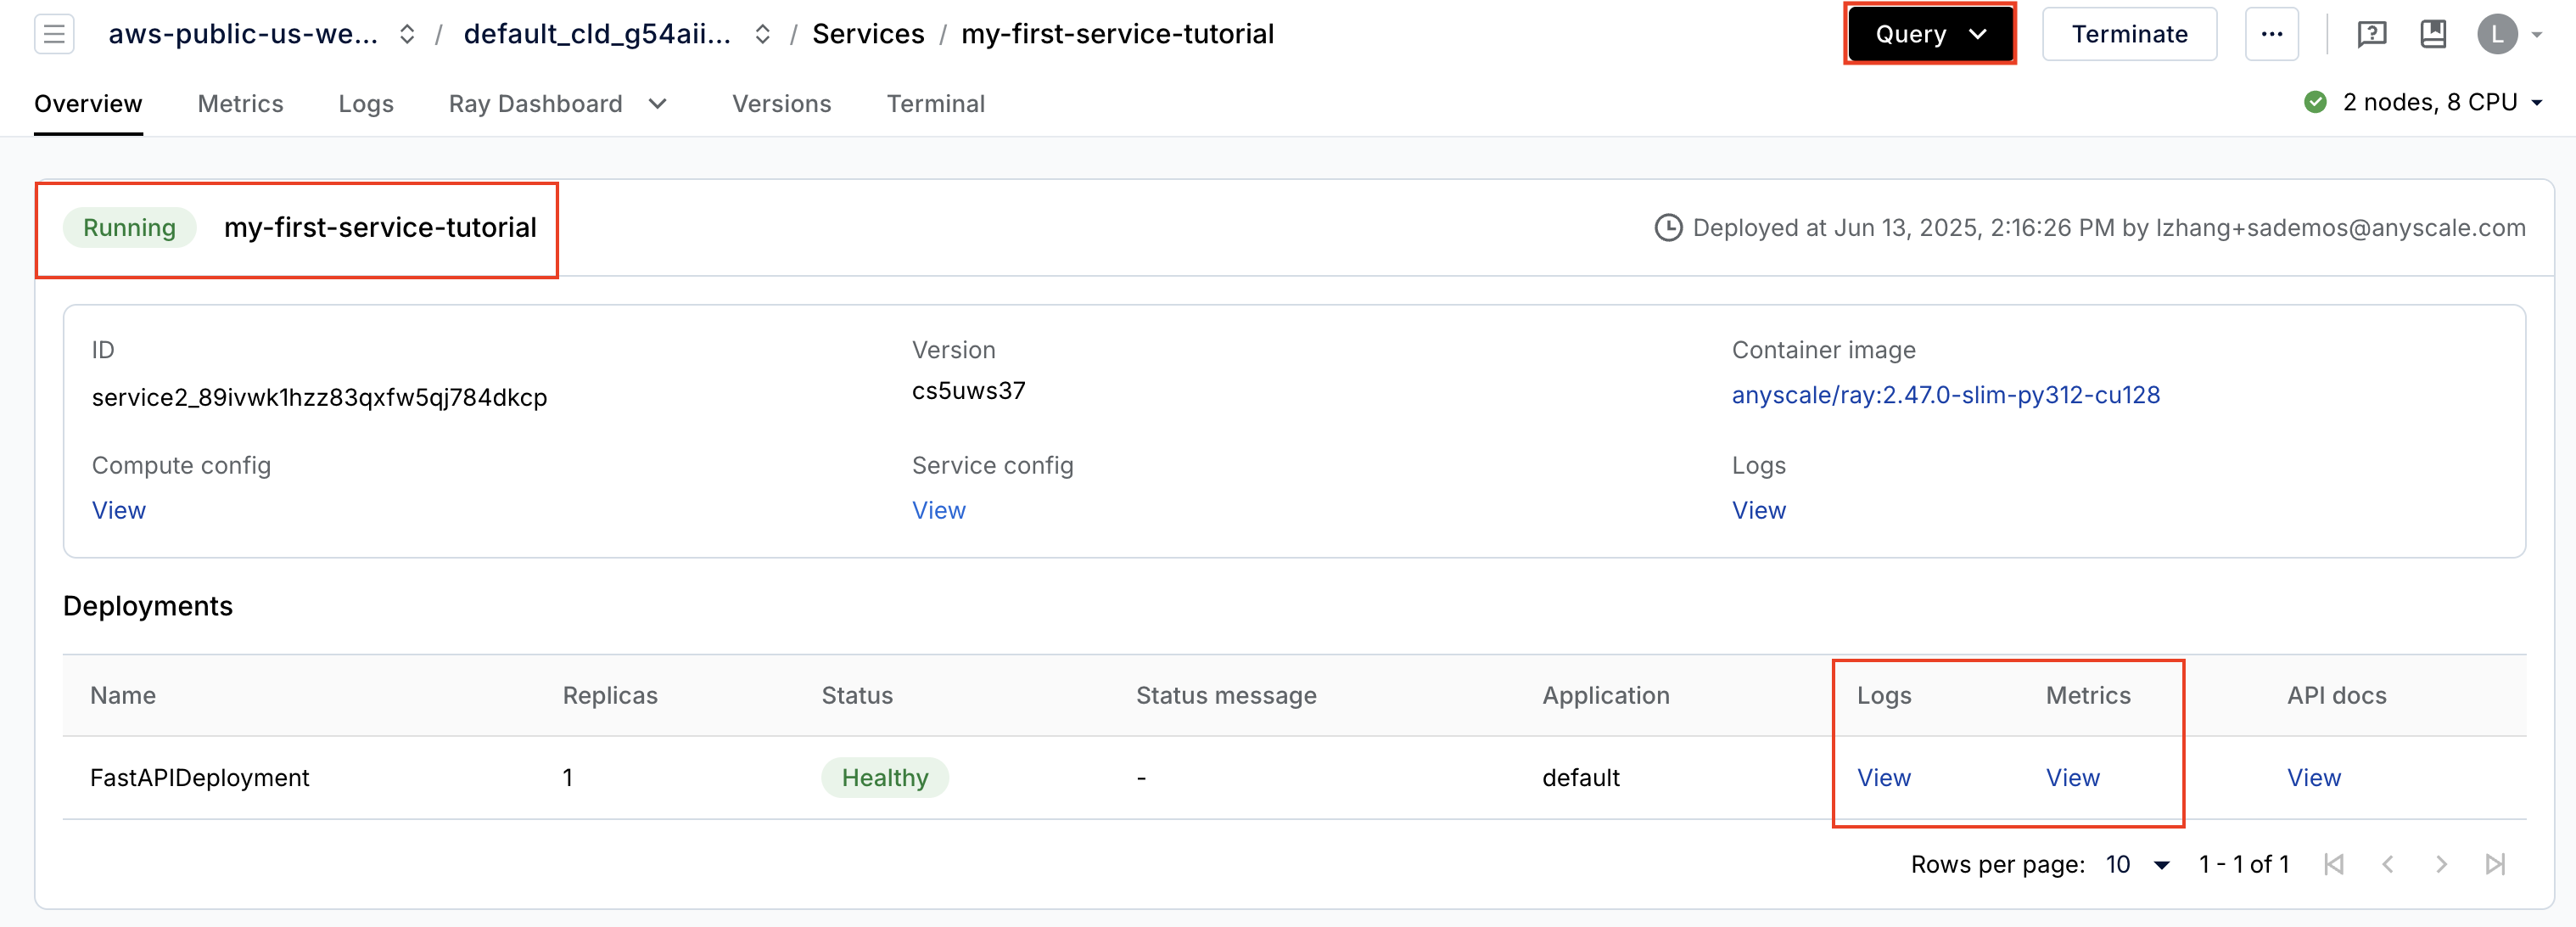 aws-public-us-we... / default_cld_g54aii... / Services / my-first-service-tutorial Query Terminate ... L
Overview Metrics Logs Ray Dashboard Versions Terminal 2 nodes, 8 CPU
Running my-first-service-tutorial Deployed at Jun 13, 2025, 2:16:26 PM by lzhang+sademos@anyscale.com
ID Version Container image
service2_89ivwk1hzz83qxfw5qj784dkcp cs5uws37 anyscale/ray:2.47.0-slim-py312-cu128
Compute config Service config Logs
View View View
Deployments
Name Replicas Status Status message Application Logs Metrics API docs
FastAPIDeployment 1 Healthy - default View View View
Rows per page: 10 1 - 1 of 1